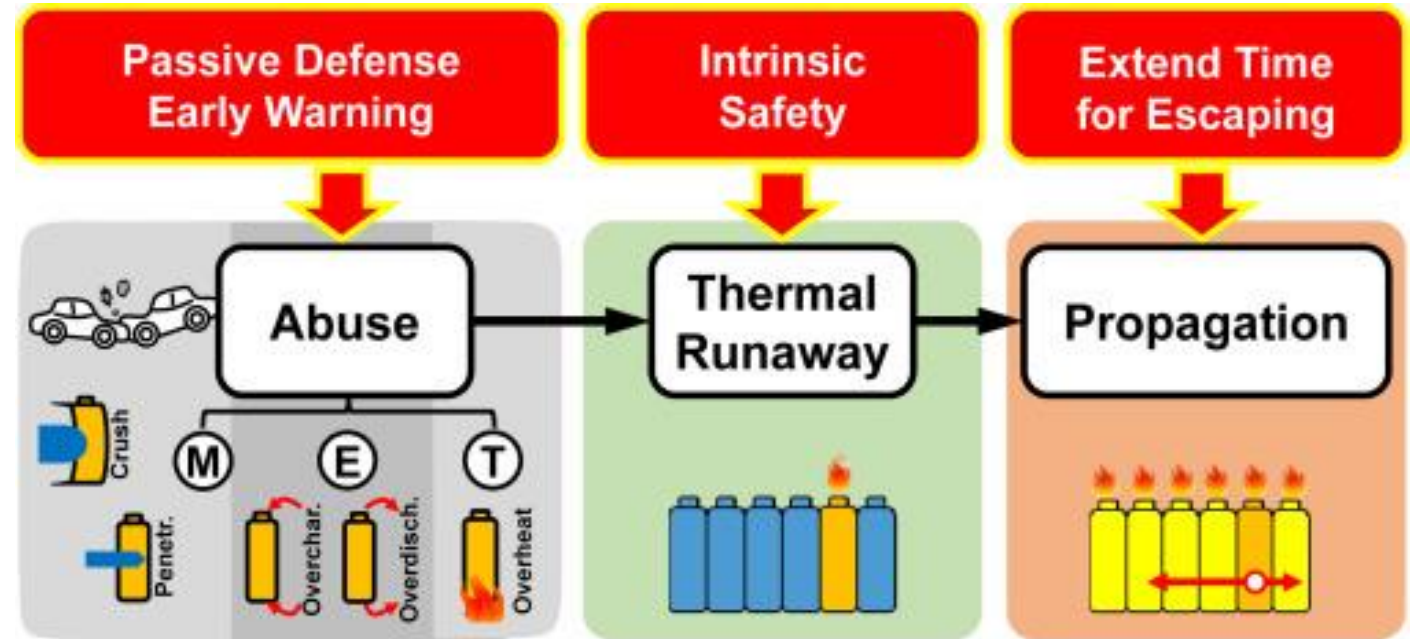 Passive Defense
Early Warning
Intrinsic
Safety
Extend Time
for Escaping
Abuse
Thermal
Runaway
Propagation
M
E
T
Crush
Penetr.
Overchar.
Overdisch.
Overheat